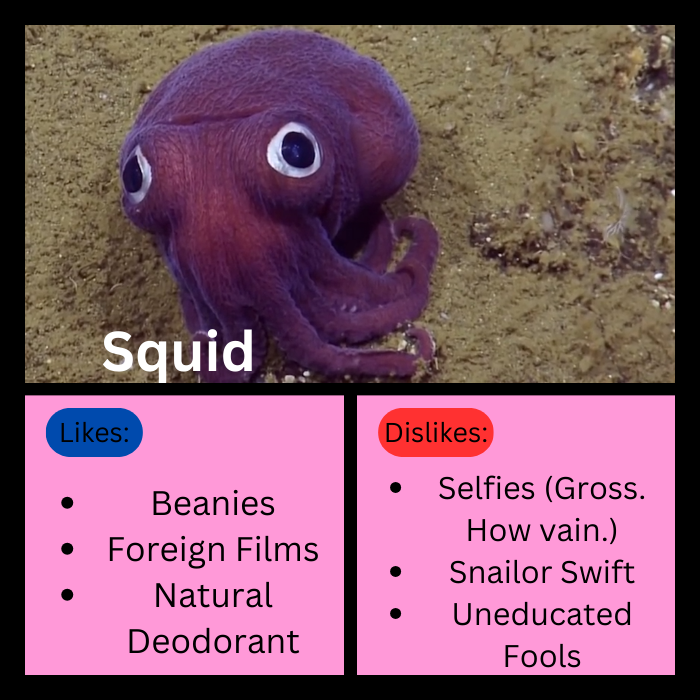 Squid
Likes:
• Beanies
• Foreign Films
• Natural
Deodorant
Dislikes:
• Selfies (Gross.
How vain.)
• Snailor Swift
• Uneducated
Fools